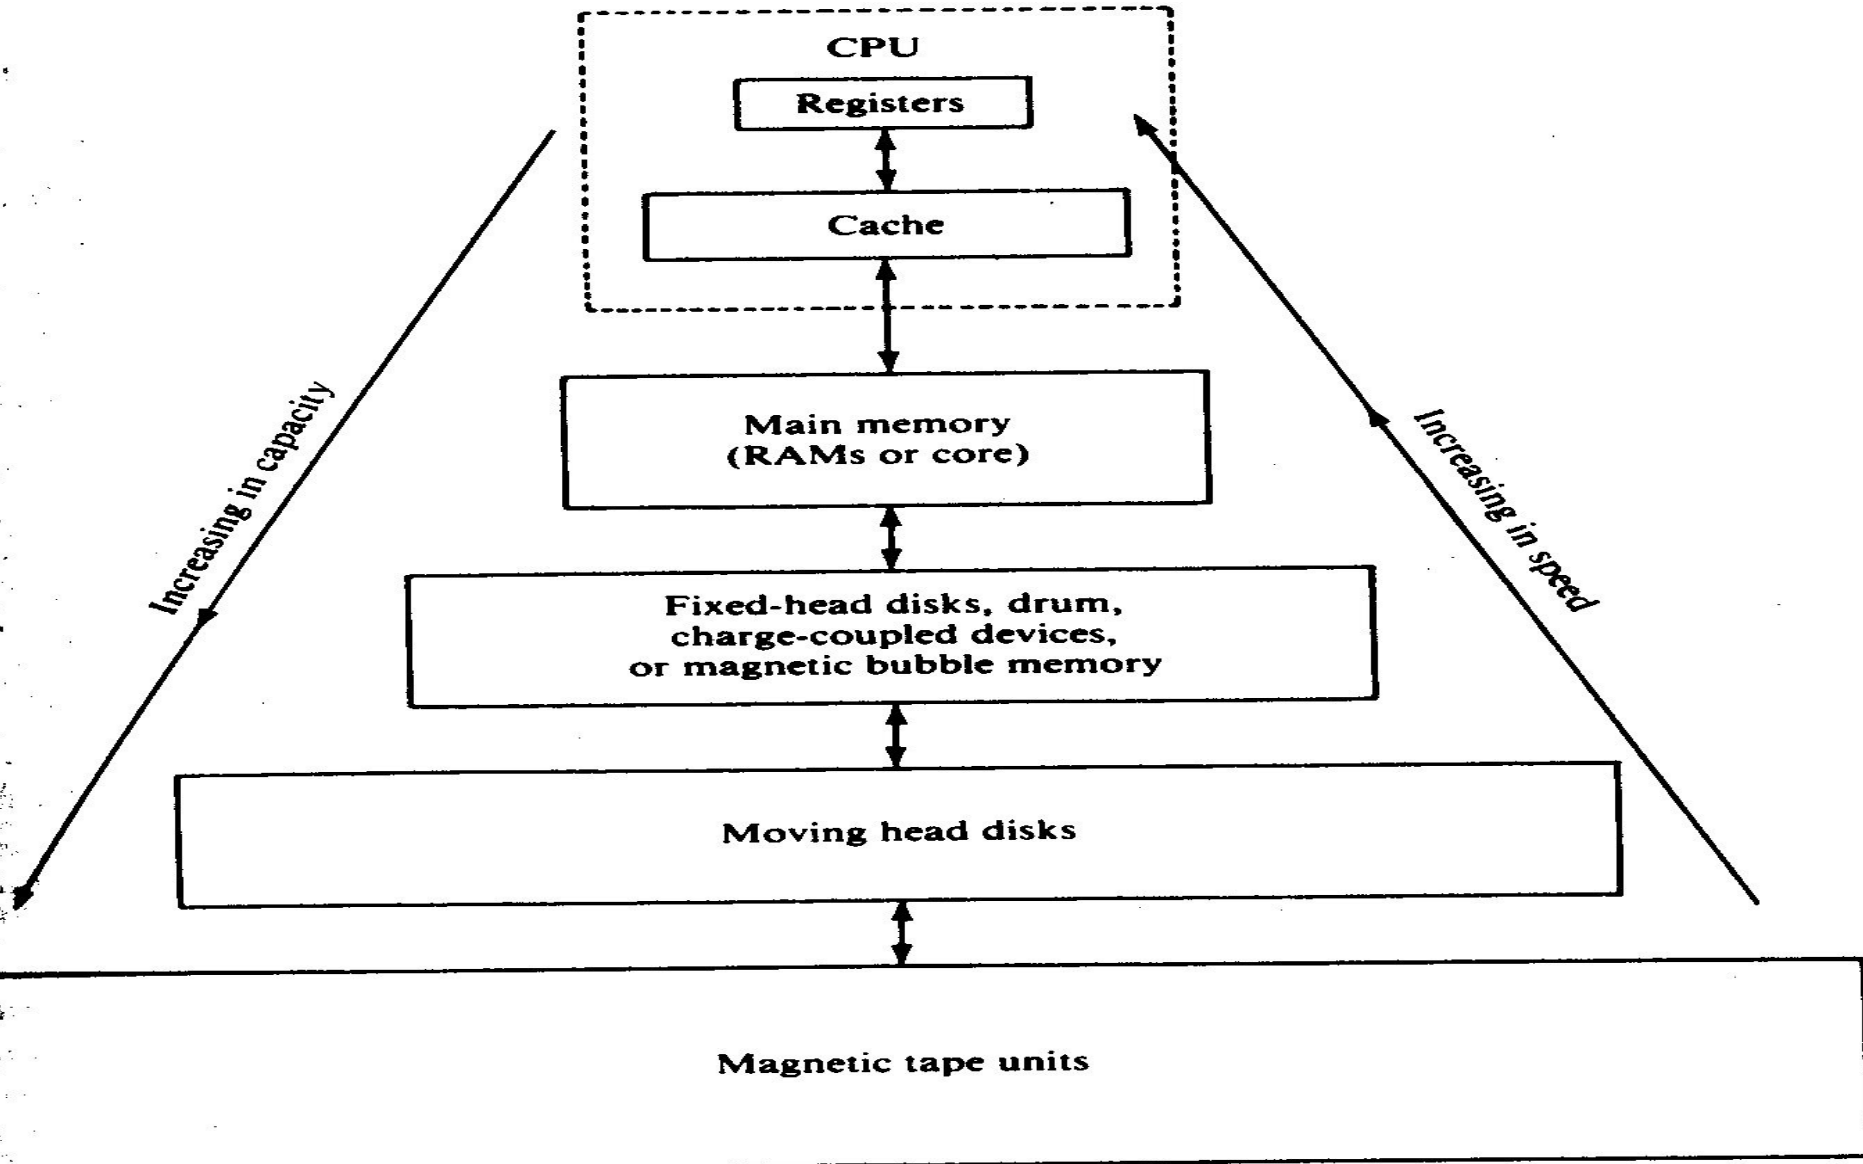 CPU
Registers
Cache
Main memory
(RAMs or core)
Increasing in capacity
Increasing in speed
Fixed-head disks, drum,
charge-coupled devices,
or magnetic bubble memory
Moving head disks
Magnetic tape units